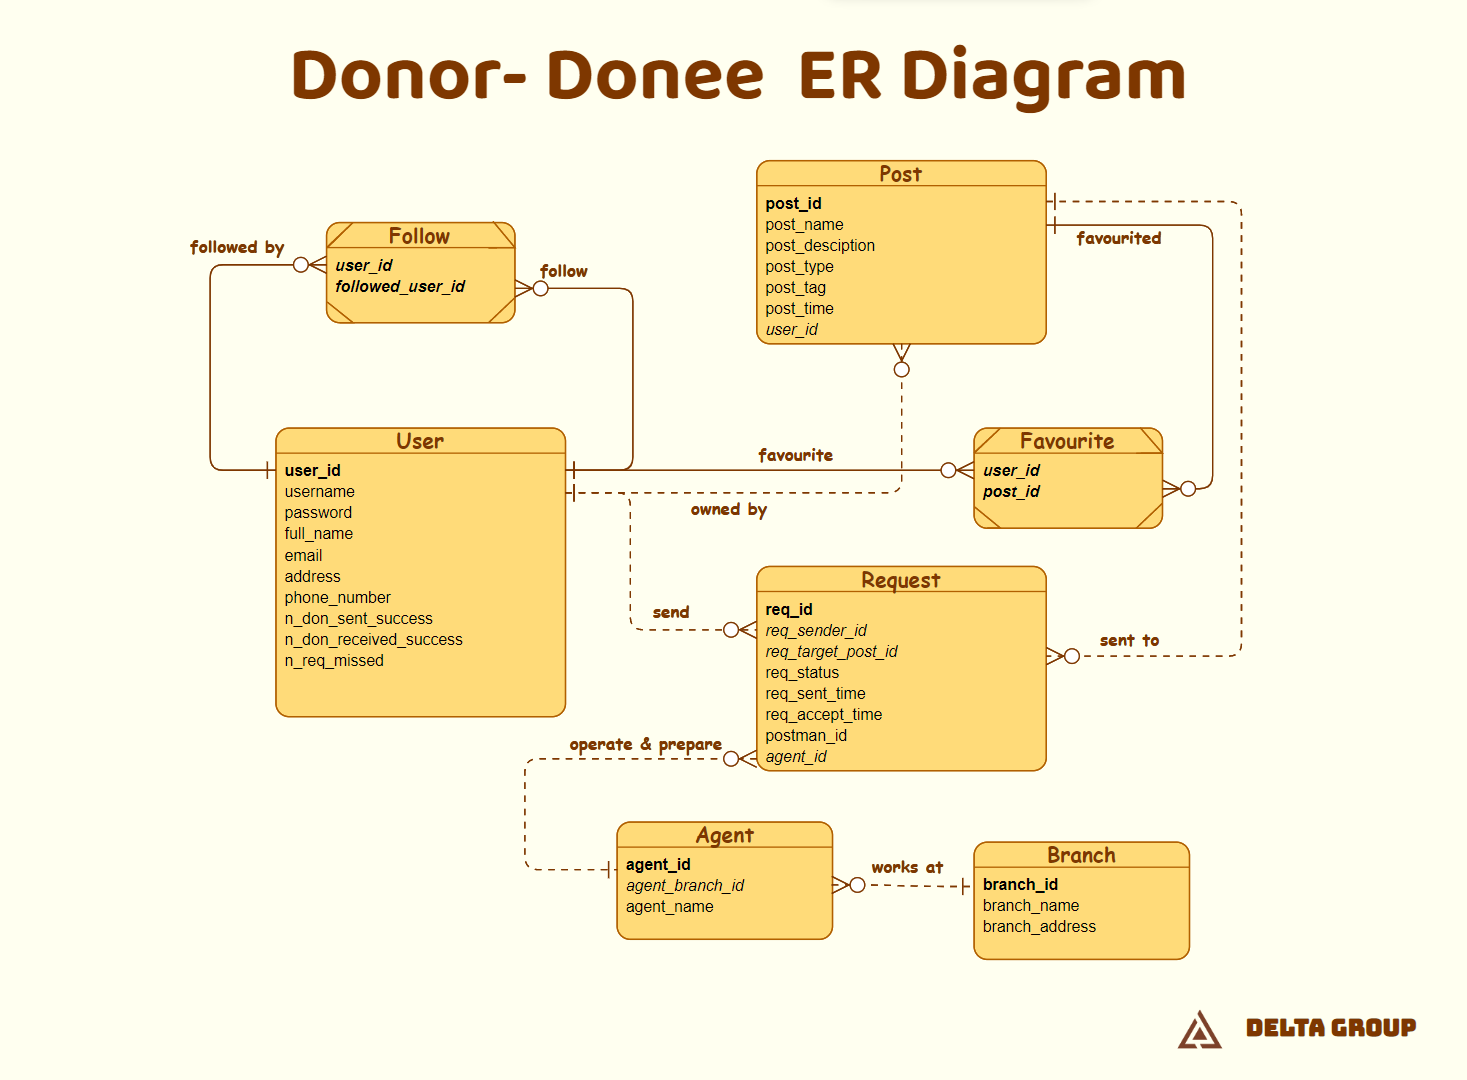 Donor- Donee ER Diagram
Post
post_id
post_name
post_desciption
post_type
post_tag
post_time
user_id
favourited
followed by
Follow
user_id
followed_user_id
follow
User
user_id
username
password
full_name
email
address
phone_number
n_don_sent_success
n_don_received_success
n_req_missed
favourite
owned by
Favourite
user_id
post_id
send
Request
req_id
req_sender_id
req_target_post_id
req_status
req_sent_time
req_accept_time
postman_id
agent_id
sent to
operate & prepare
Agent
agent_id
agent_branch_id
agent_name
works at
Branch
branch_id
branch_name
branch_address
DELTA GROUP